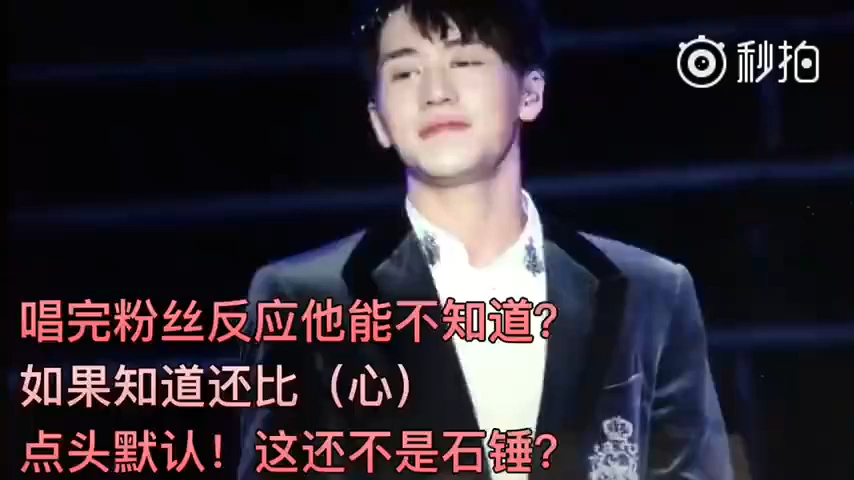 秒拍
唱完粉丝反应他能不知道？
如果知道还比（心）
点头默认！这还不是石锤？